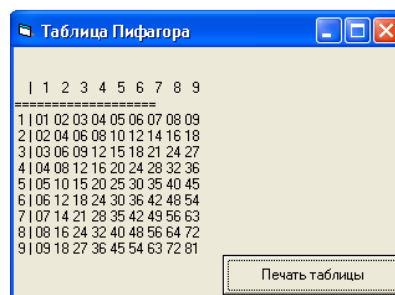 Таблица Пифагора
| 1 2 3 4 5 6 7 8 9
===================
1 | 01 02 03 04 05 06 07 08 09
2 | 02 04 06 08 10 12 14 16 18
3 | 03 06 09 12 15 18 21 24 27
4 | 04 08 12 16 20 24 28 32 36
5 | 05 10 15 20 25 30 35 40 45
6 | 06 12 18 24 30 36 42 48 54
7 | 07 14 21 28 35 42 49 56 63
8 | 08 16 24 32 40 48 56 64 72
9 | 09 18 27 36 45 54 63 72 81
Печать таблицы